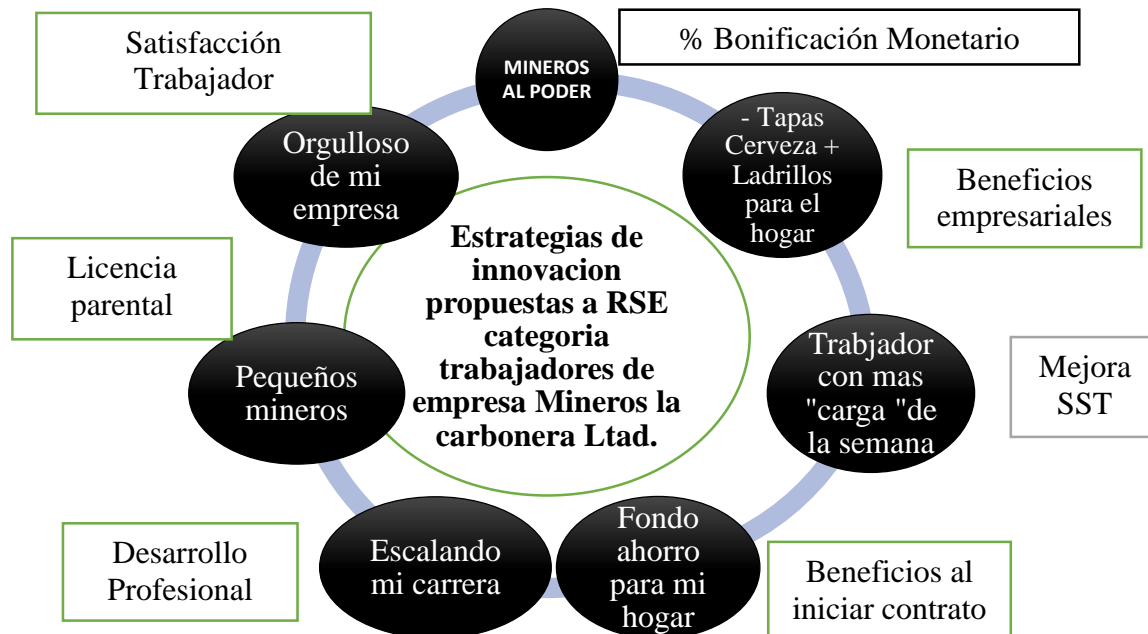 Satisfacción
Trabajador
MINEROS
AL PODER
% Bonificación Monetario
Orgulloso
de mi
empresa
- Tapas
Cerveza +
Ladrillos
para el
hogar
Beneficios
empresariales
Licencia
parental
Estrategias de
innovacion
propuestas a RSE
categoria
trabajadores de
empresa Mineros la
carbonera Ltad.
Pequeños
mineros
Trabjador
con mas
"carga "de
la semana
Mejora
SST
Desarrollo
Profesional
Escalando
mi carrera
Fondo
ahorro
para mi
hogar
Beneficios al
iniciar contrato